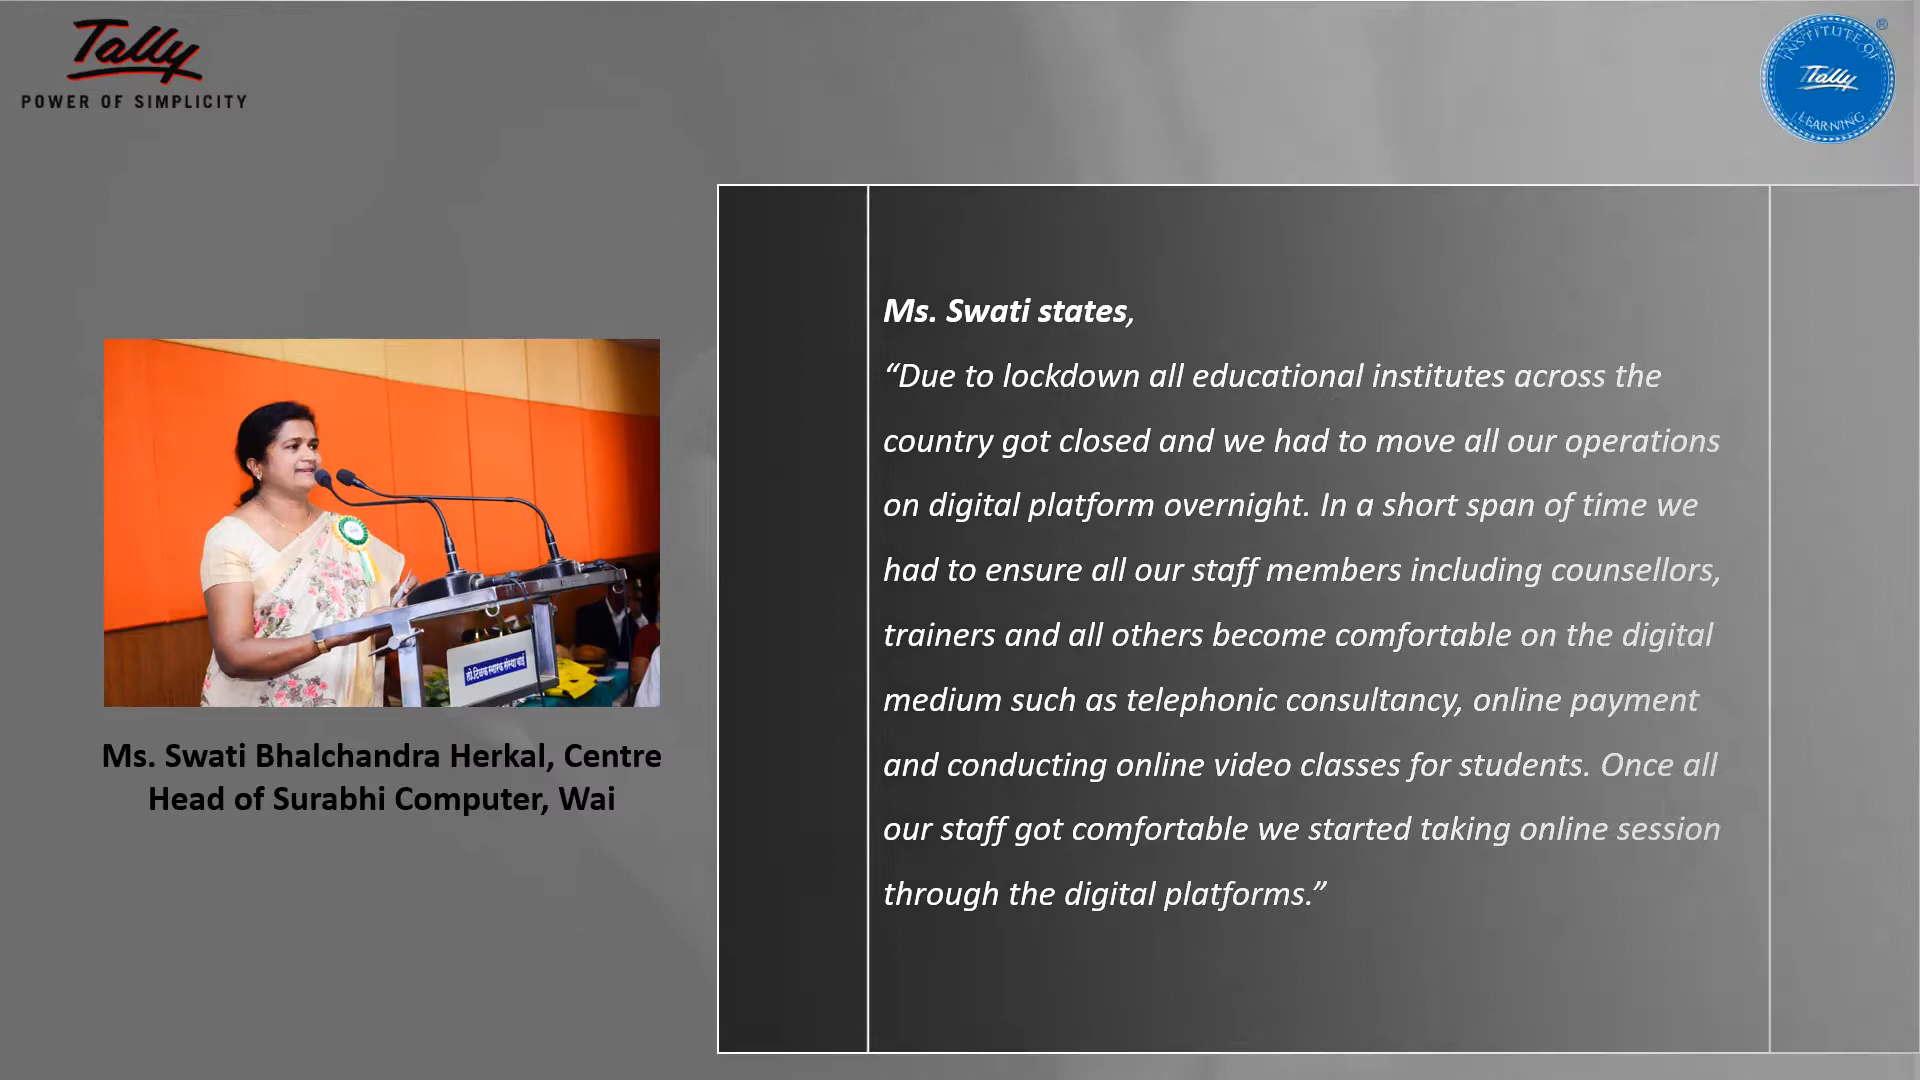 Tally
POWER OF SIMPLICITY
INSTITUTE OF
Tally
LEARNING
®
Ms. Swati states,
“Due to lockdown all educational institutes across the
country got closed and we had to move all our operations
on digital platform overnight. In a short span of time we
had to ensure all our staff members including counsellors,
trainers and all others become comfortable on the digital
medium such as telephonic consultancy, online payment
and conducting online video classes for students. Once all
our staff got comfortable we started taking online session
through the digital platforms.”
लो.टिळक स्मारक संस्था वाई
Ms. Swati Bhalchandra Herkal, Centre
Head of Surabhi Computer, Wai